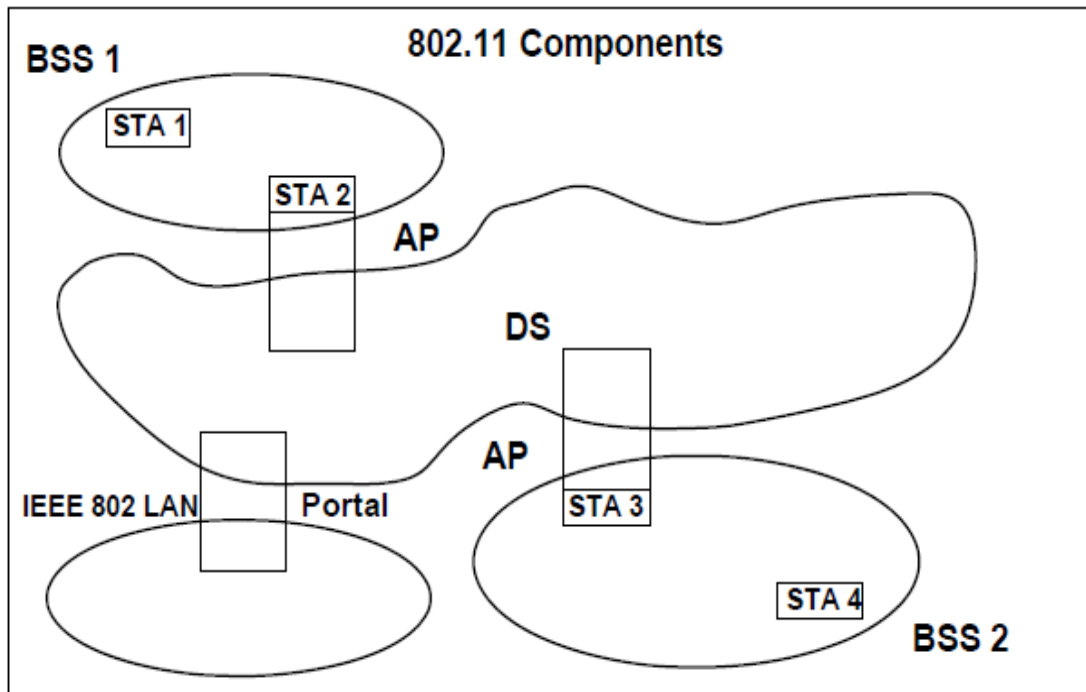 802.11 Components
BSS 1
STA 1
STA 2
AP
DS
AP
IEEE 802 LAN
Portal
STA 3
STA 4
BSS 2